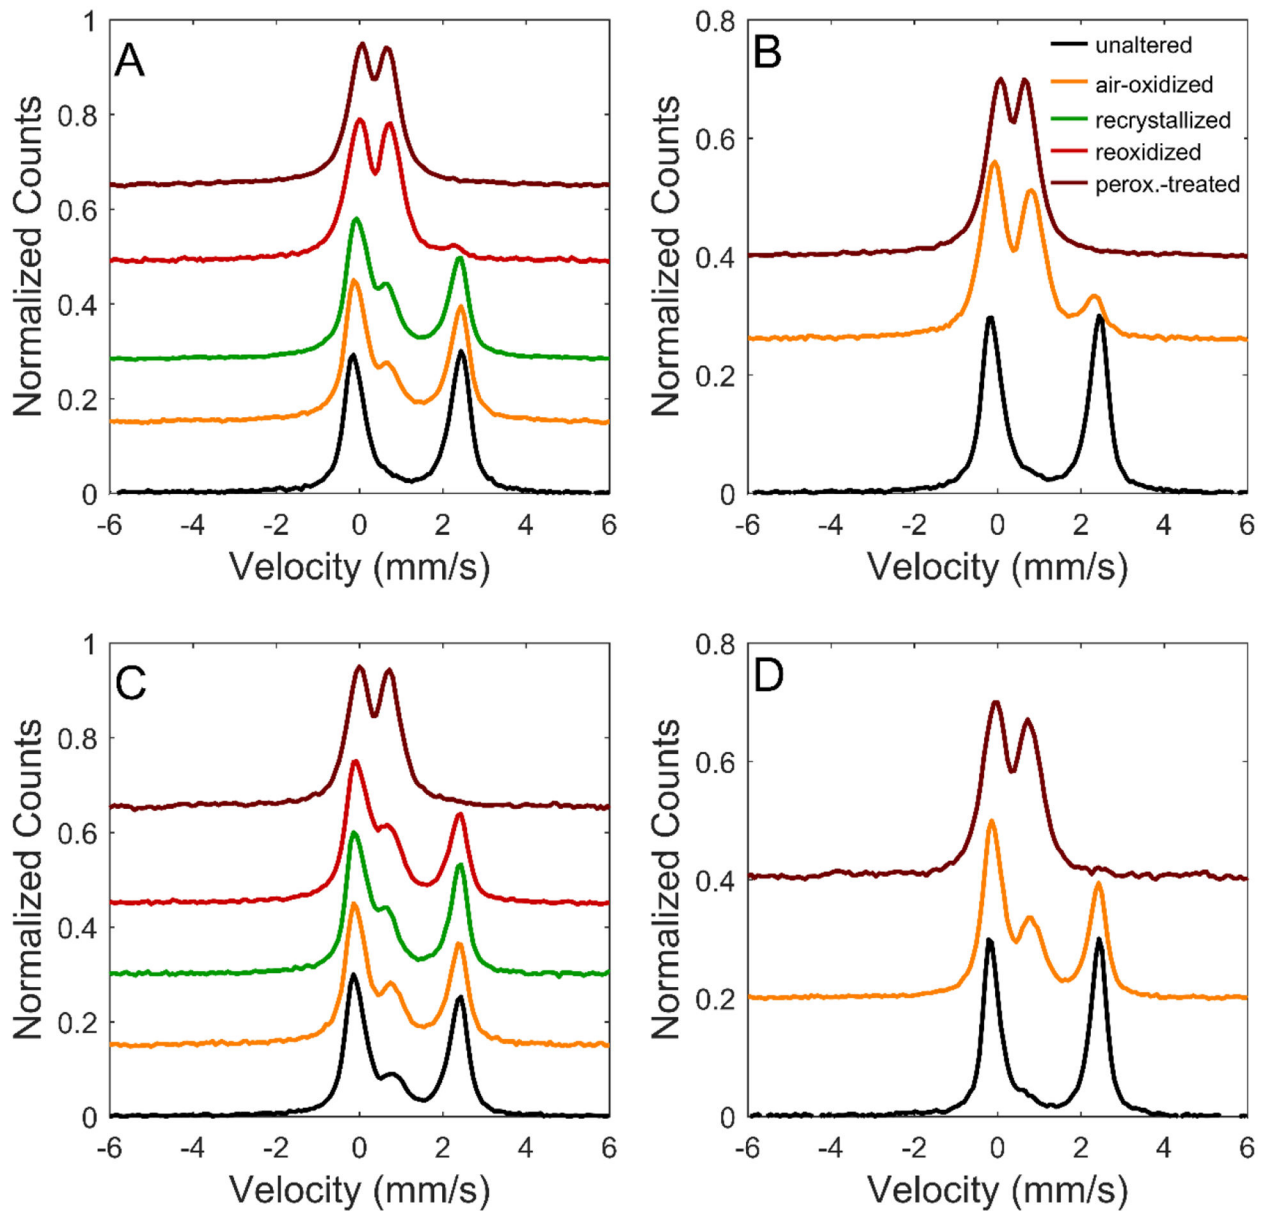 A
1
0.8
0.6
0.4
0.2
0
Normalized Counts
-6 -4 -2 0 2 4 6
Velocity (mm/s)
B
0.8
0.6
0.4
0.2
0
Normalized Counts
unaltered
air-oxidized
recrystallized
reoxidized
perox.-treated
-6 -4 -2 0 2 4 6
Velocity (mm/s)
C
1
0.8
0.6
0.4
0.2
0
Normalized Counts
-6 -4 -2 0 2 4 6
Velocity (mm/s)
D
0.8
0.6
0.4
0.2
0
Normalized Counts
-6 -4 -2 0 2 4 6
Velocity (mm/s)